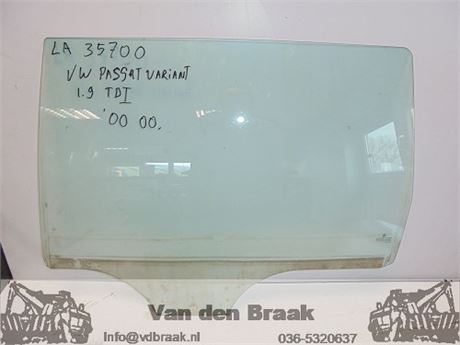 LA 35700
VW PASSAT VARIANT
1.9 TDI
'00 00.
Van den Braak
Info@vdbraak.nl
036-5320637